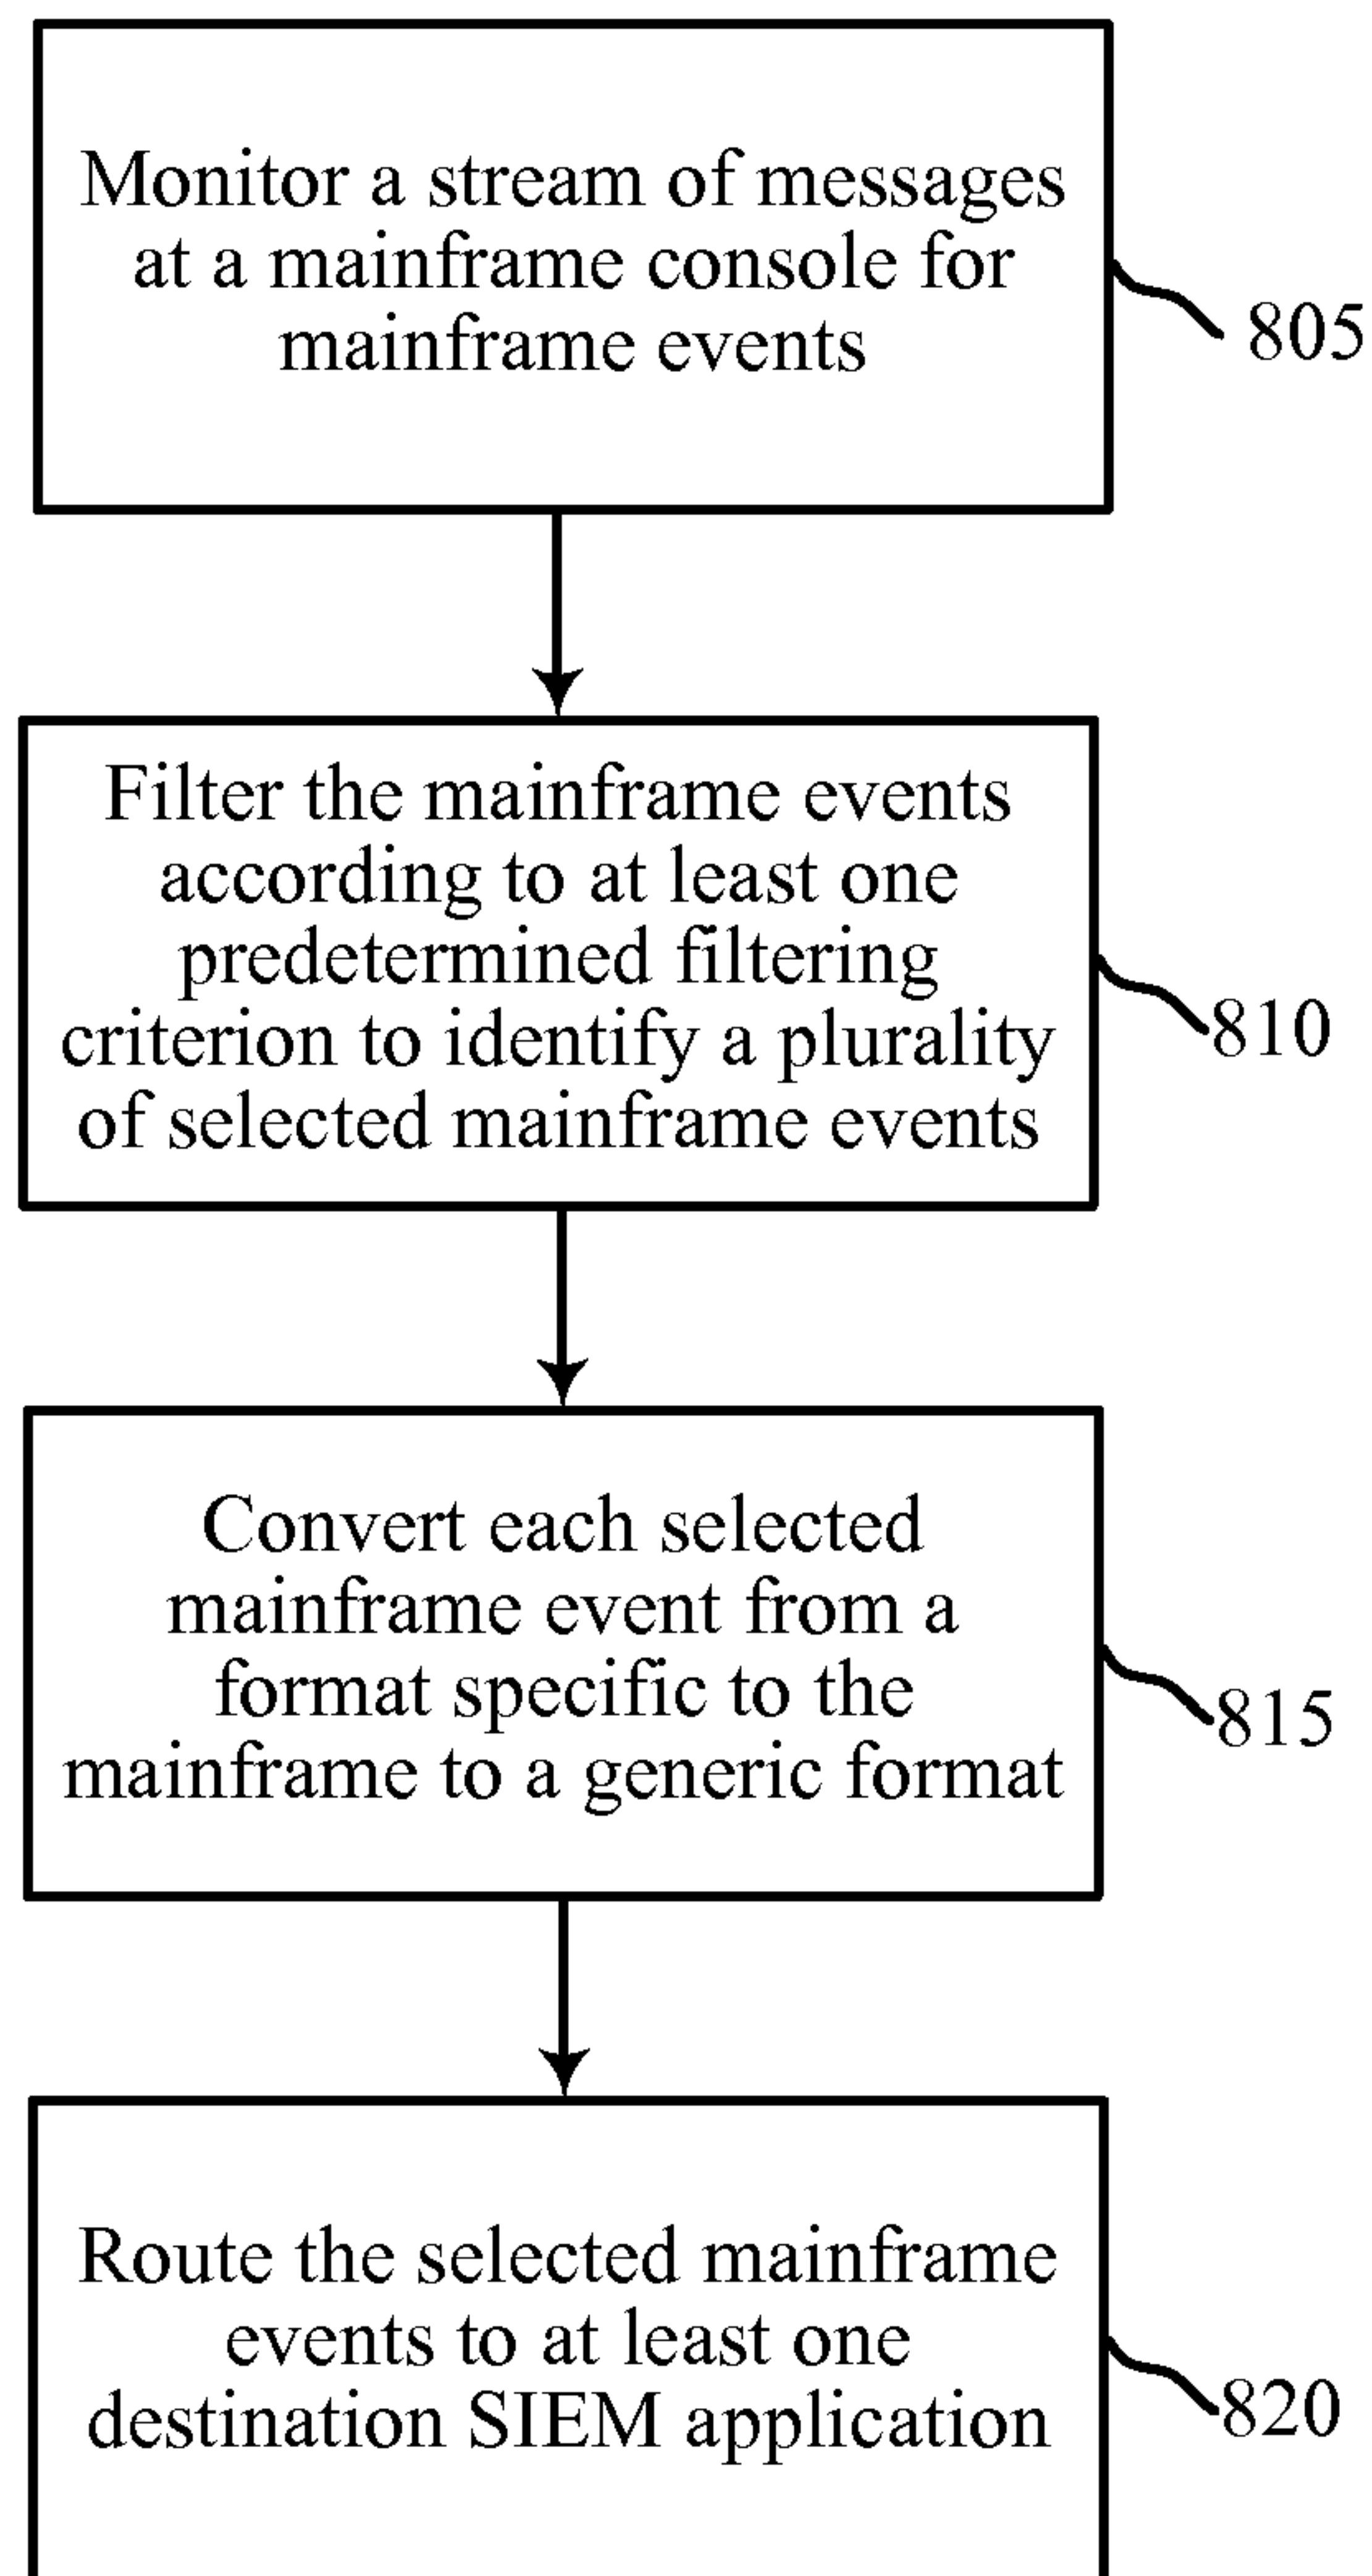 Monitor a stream of messages
at a mainframe console for
mainframe events
805
Filter the mainframe events
according to at least one
predetermined filtering
criterion to identify a plurality
of selected mainframe events
810
Convert each selected
mainframe event from a
format specific to the
mainframe to a generic format
815
Route the selected mainframe
events to at least one
destination SIEM application
820